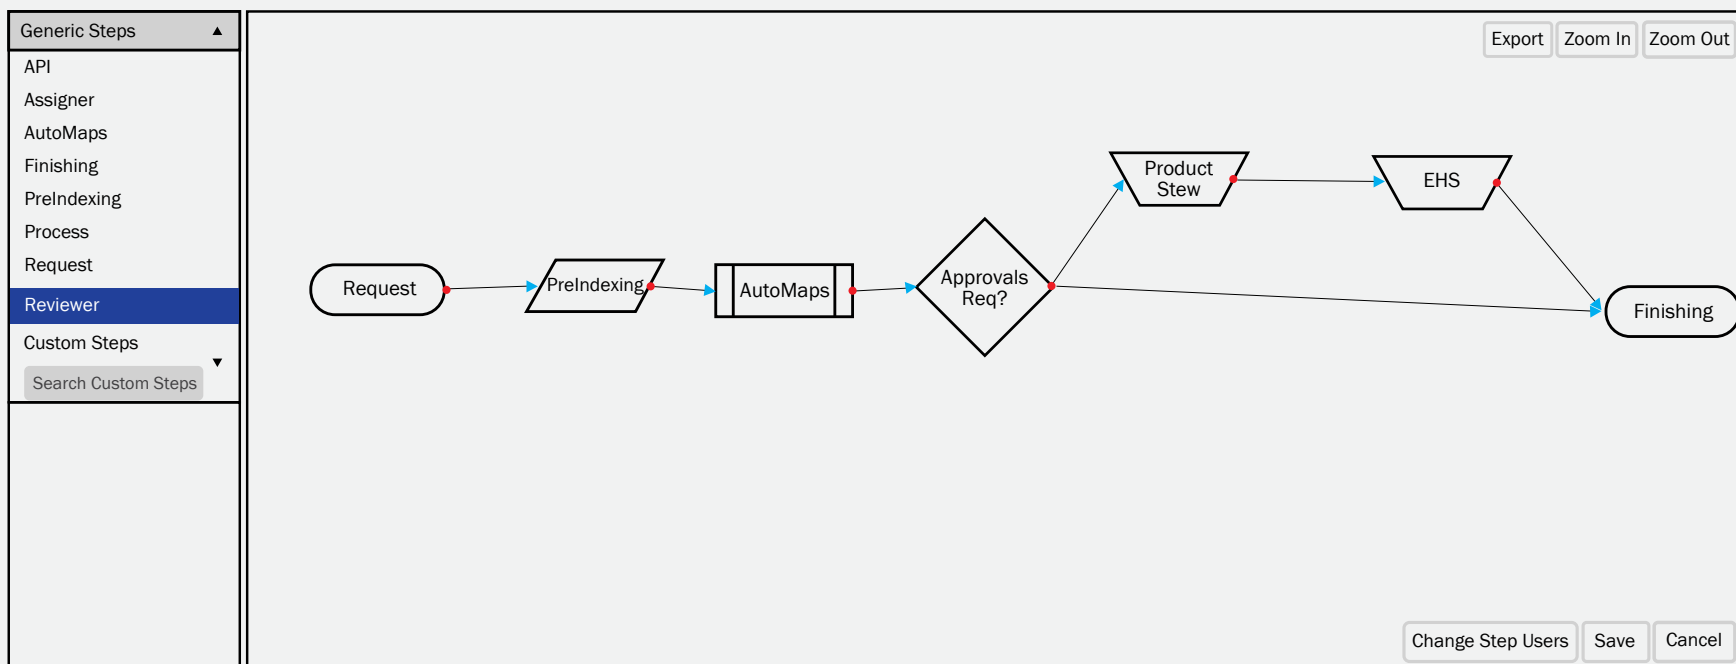 Generic Steps
API
Assigner
AutoMaps
Finishing
PreIndexing
Process
Request
Reviewer
Custom Steps
Search Custom Steps
Export
Zoom In
Zoom Out
Request
PreIndexing
AutoMaps
Approvals
Req?
Product
Stew
EHS
Finishing
Change Step Users
Save
Cancel